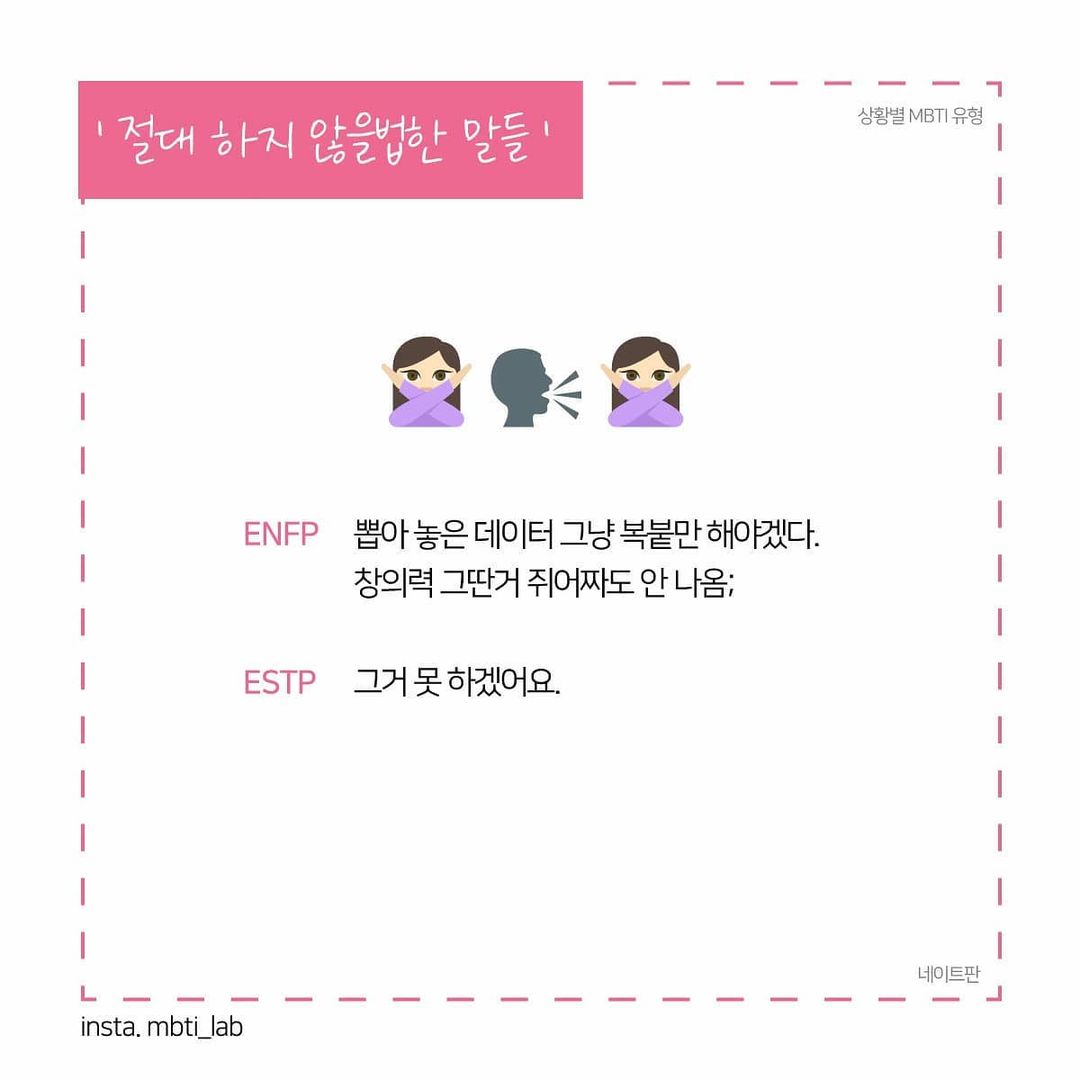 ' 절대 하지 않을법한 말들 '
상황별 MBTI 유형
ENFP 뽑아 놓은 데이터 그냥 복붙만 해야겠다.
창의력 그딴거 쥐어짜도 안 나옴;
ESTP 그거 못 하겠어요.
네이트판
insta. mbti_lab